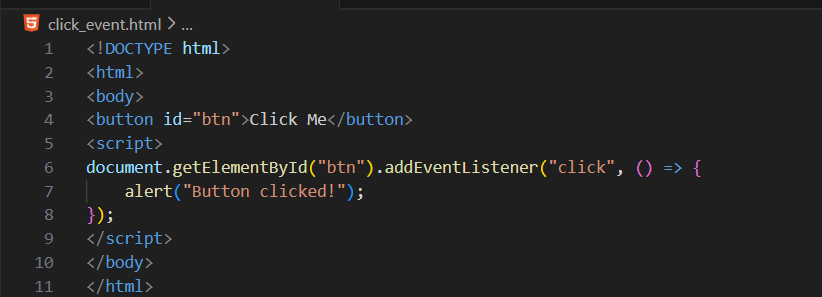 click_event.html > ...
1 <!DOCTYPE html>
2 <html>
3 <body>
4 <button id="btn">Click Me</button>
5 <script>
6 document.getElementById("btn").addEventListener("click", () => {
7     alert("Button clicked!");
8 });
9 </script>
10 </body>
11 </html>